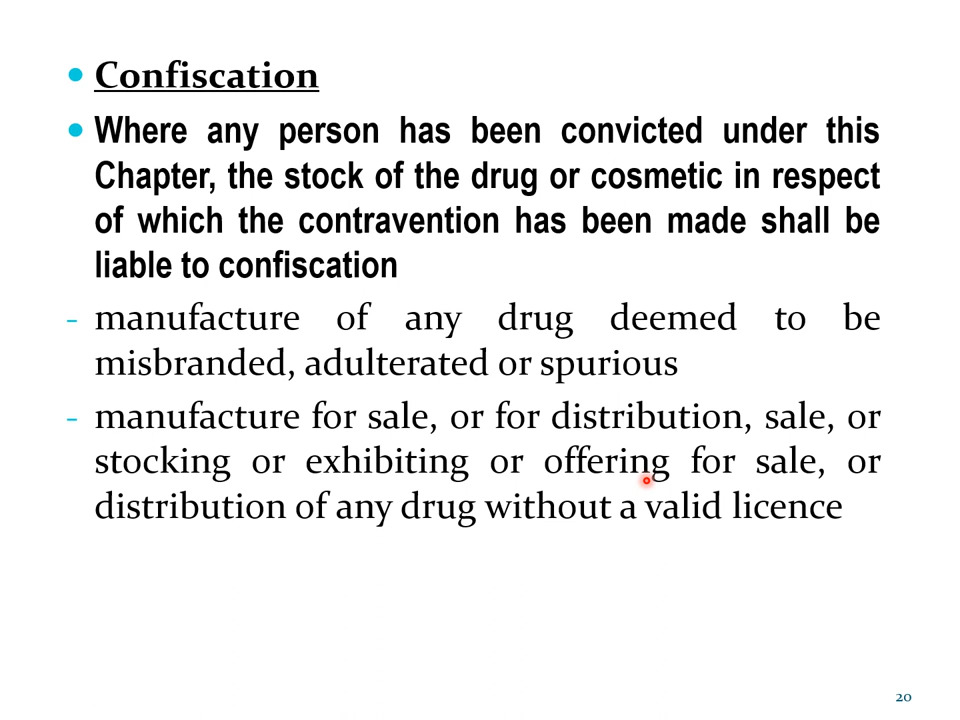 Confiscation
Where any person has been convicted under this
Chapter, the stock of the drug or cosmetic in respect
of which the contravention has been made shall be
liable to confiscation
- manufacture of any drug deemed to be
misbranded, adulterated or spurious
- manufacture for sale, or for distribution, sale, or
stocking or exhibiting or offering for sale, or
distribution of any drug without a valid licence
20